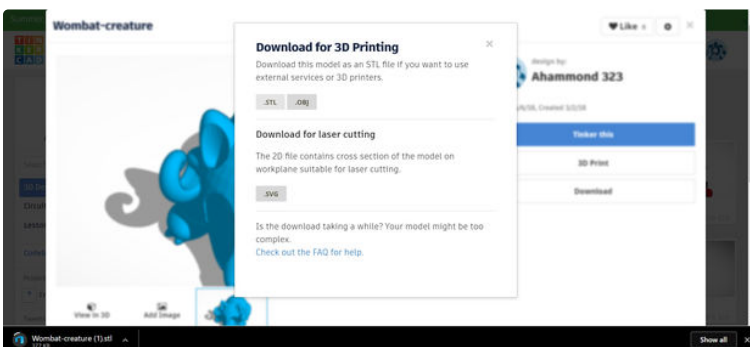 Wombat-creature
Like
Download for 3D Printing
Download this model as an STL file if you want to use
external services or 3D printers.
.STL
.OBJ
Download for laser cutting
The 2D file contains cross section of the model on
workplane suitable for laser cutting.
.SVG
Is the download taking a while? Your model might be too
complex.
Check out the FAQ for help.
design by:
Ahammond 323
Tinker this
3D Print
Download
View in 3D
Add Image
Wombat-creature (1).stl
Show all